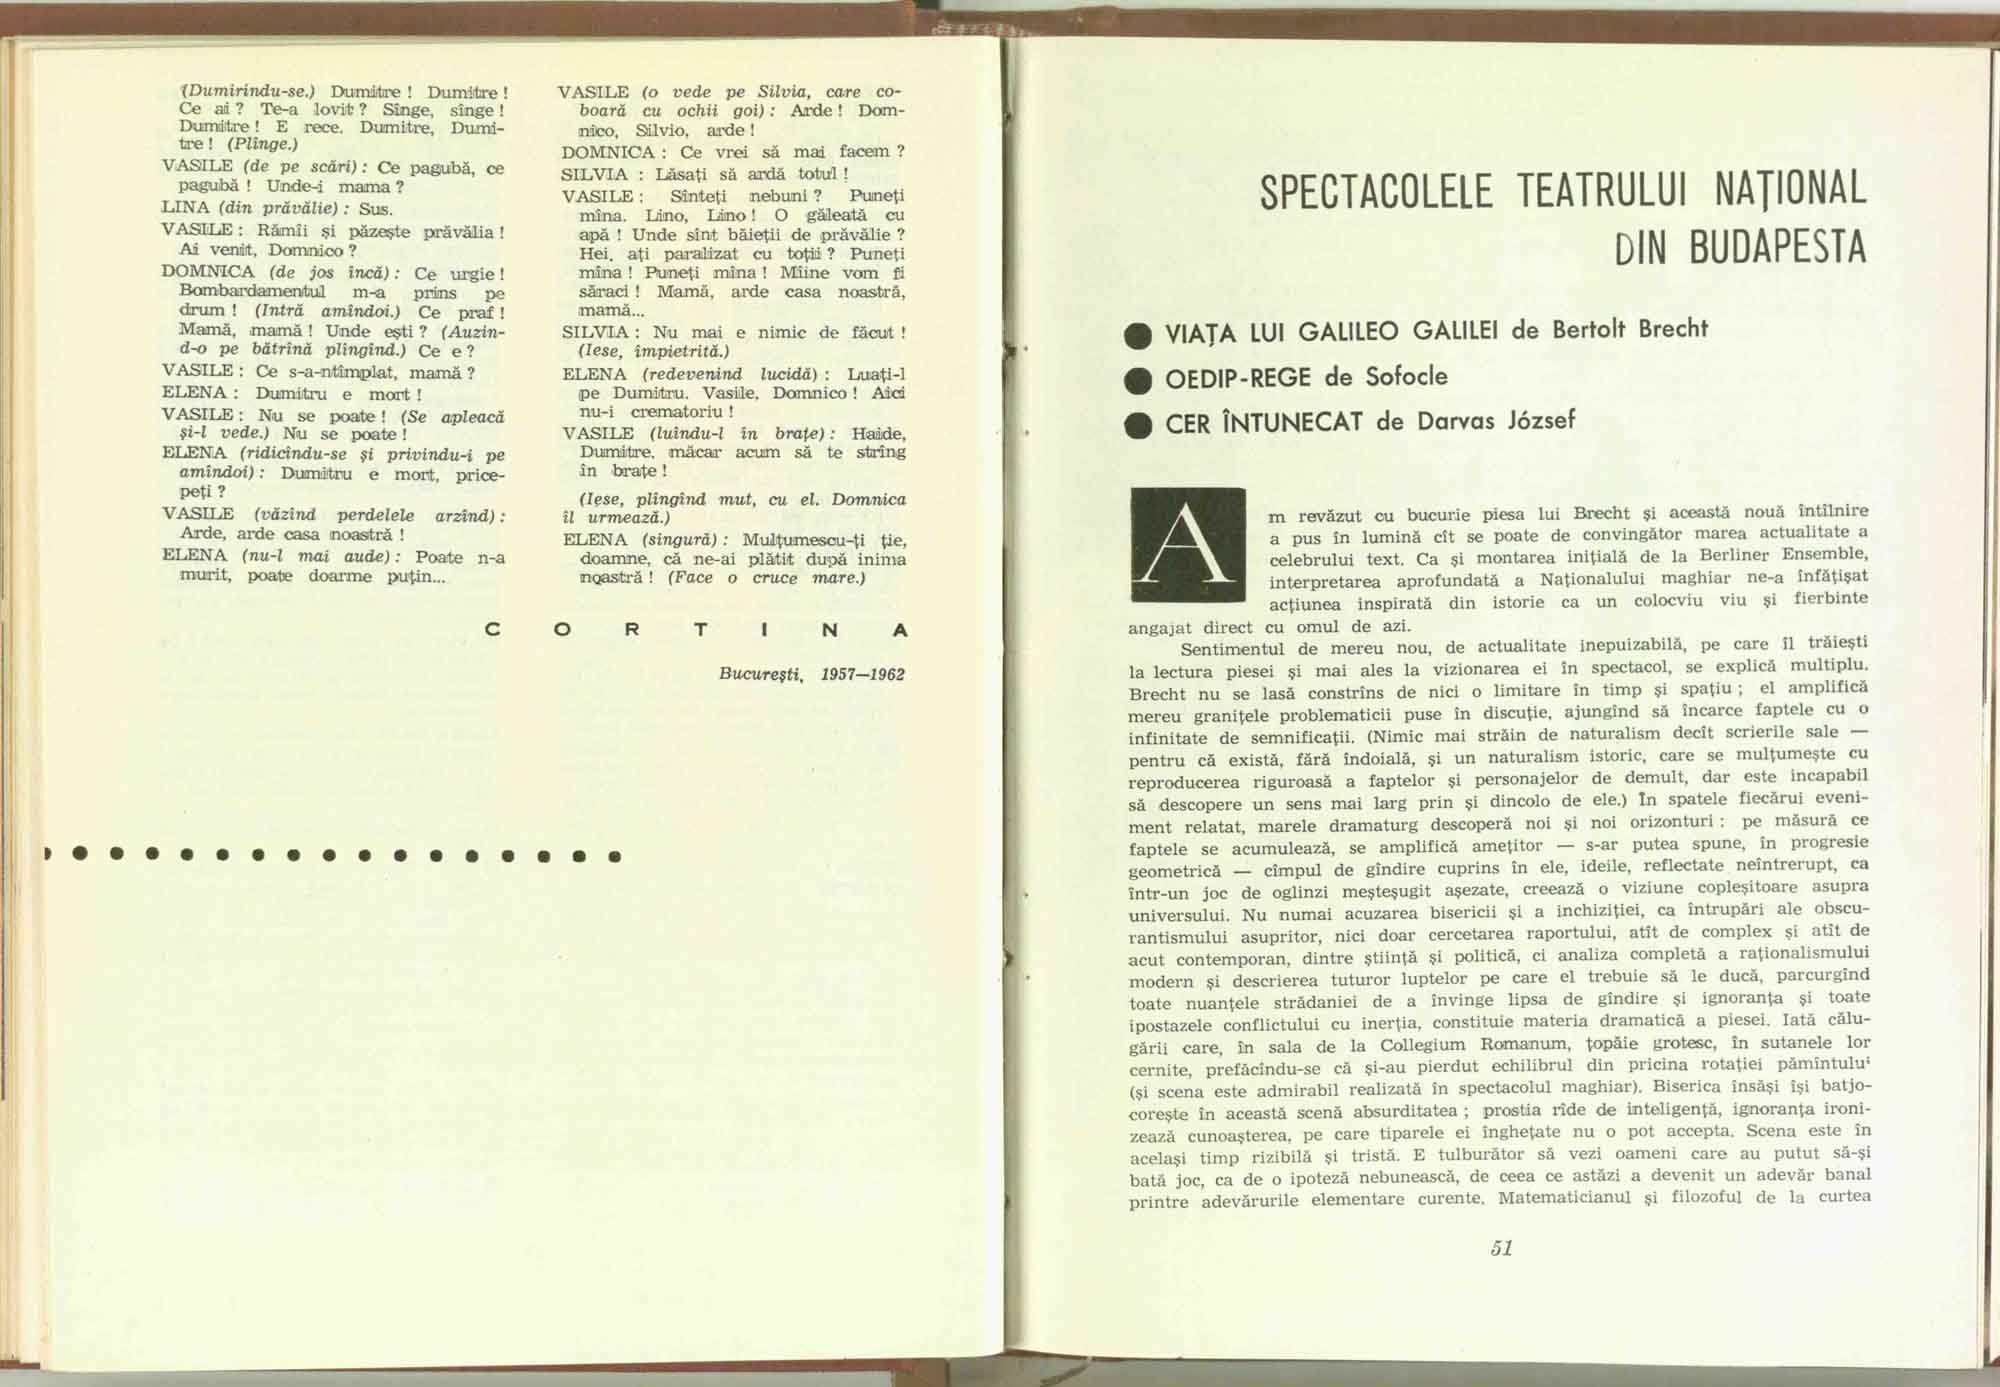 (Dumirindu-se.) Dumitre ! Dumitre !
Ce ai ? Te-a lovit ? Sînge, sînge !
Dumitre ! E rece. Dumitre, Dumi-
tre ! (Plînge.)
VASILE (de pe scări) : Ce pagubă, ce
pagubă ! Unde-i mama ?
LINA (din prăvălie) : Sus.
VASILE : Rămîi și păzește prăvălia !
Ai venit, Domnico ?
DOMNICA (de jos încă) : Ce urgie !
Bombardamentul m-a prins pe
drum ! (Intră amîndoi.) Ce praf !
Mamă, mamă ! Unde ești ? (Auzin-
d-o pe bătrînă plîngînd.) Ce e ?
VASILE : Ce s-a-ntîmplat, mamă ?
ELENA : Dumitru e mort !
VASILE : Nu se poate ! (Se apleacă
și-l vede.) Nu se poate !
ELENA (ridicîndu-se și privindu-i pe
amîndoi) : Dumitru e mort, price-
peți ?
VASILE (văzînd perdelele arzînd) :
Arde, arde casa noastră !
ELENA (nu-l mai aude) : Poate n-a
murit, poate doarme puțin...
VASILE (o vede pe Silvia, care co-
boară cu ochii goi) : Arde ! Dom-
nico, Silvio, arde !
DOMNICA : Ce vrei să mai facem ?
SILVIA : Lăsați să ardă totul !
VASILE : Sînteți nebuni ? Puneți
mîna. Lino, Lino ! O găleată cu
apă ! Unde sînt băieții de prăvălie ?
Hei, ați paralizat cu toții ? Puneți
mîna ! Puneți mîna ! Mîine vom fi
săraci ! Mamă, arde casa noastră,
mamă...
SILVIA : Nu mai e nimic de făcut !
(Iese, împietrită.)
ELENA (redevenind lucidă) : Luați-l
pe Dumitru. Vasile, Domnico ! Aici
nu-i crematoriu !
VASILE (luîndu-l în brațe) : Haide,
Dumitre, măcar acum să te strîng
în brațe !
(Iese, plîngînd mut, cu el. Domnica
îl urmează.)
ELENA (singură) : Mulțumescu-ți ție,
doamne, că ne-ai plătit după inima
noastră ! (Face o cruce mare.)
C O R T I N A
București, 1957—1962
SPECTACOLELE TEATRULUI NAȚIONAL
DIN BUDAPESTA
● VIAȚA LUI GALILEO GALILEI de Bertolt Brecht
● OEDIP-REGE de Sofocle
● CER ÎNTUNECAT de Darvas József
Am revăzut cu bucurie piesa lui Brecht și această nouă întîlnire
a pus în lumină cît se poate de convingător marea actualitate a
celebrului text. Ca și montarea inițială de la Berliner Ensemble,
interpretarea aprofundată a Naționalului maghiar ne-a înfățișat
acțiunea inspirată din istorie ca un colocviu viu și fierbinte
angajat direct cu omul de azi.
Sentimentul de mereu nou, de actualitate inepuizabilă, pe care îl trăiești
la lectura piesei și mai ales la vizionarea ei în spectacol, se explică multiplu.
Brecht nu se lasă constrîns de nici o limitare în timp și spațiu ; el amplifică
mereu granițele problematicii puse în discuție, ajungînd să încarce faptele cu o
infinitate de semnificații. (Nimic mai străin de naturalism decît scrierile sale —
pentru că există, fără îndoială, și un naturalism istoric, care se mulțumește cu
reproducerea riguroasă a faptelor și personajelor de demult, dar este incapabil
să descopere un sens mai larg prin și dincolo de ele.) În spatele fiecărui eveni-
ment relatat, marele dramaturg descoperă noi și noi orizonturi : pe măsură ce
faptele se acumulează, se amplifică amețitor — s-ar putea spune, în progresie
geometrică — cîmpul de gîndire cuprins în ele, ideile, reflectate neîntrerupt, ca
într-un joc de oglinzi meșteșugit așezate, creează o viziune copleșitoare asupra
universului. Nu numai acuzarea bisericii și a inchiziției, ca întrupări ale obscu-
rantismului asupritor, nici doar cercetarea raportului, atît de complex și atît de
acut contemporan, dintre știință și politică, ci analiza completă a raționalismului
modern și descrierea tuturor luptelor pe care el trebuie să le ducă, parcurgînd
toate nuanțele strădaniei de a învinge lipsa de gîndire și ignoranța și toate
ipostazele conflictului cu inerția, constituie materia dramatică a piesei. Iată călu-
gării care, în sala de la Collegium Romanum, țopăie grotesc, în sutanele lor
cernite, prefăcîndu-se că și-au pierdut echilibrul din pricina rotației pămîntului
(și scena este admirabil realizată în spectacolul maghiar). Biserica însăși își batjo-
corește în această scenă absurditatea ; prostia rîde de inteligență, ignoranța ironi-
zează cunoașterea, pe care tiparele ei înghețate nu o pot accepta. Scena este în
același timp rizibilă și tristă. E tulburător să vezi oameni care au putut să-și
bată joc, ca de o ipoteză nebunească, de ceea ce astăzi a devenit un adevăr banal
printre adevărurile elementare curente. Matematicianul și filozoful de la curtea
51